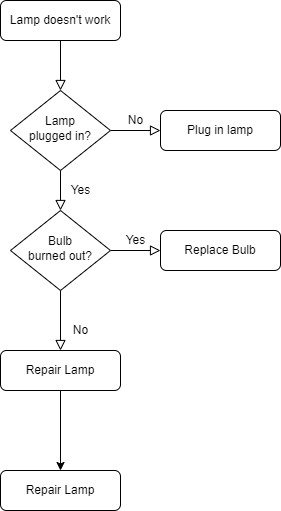 Lamp doesn't work
Lamp
plugged in?
No
Plug in lamp
Yes
Bulb
burned out?
Yes
Replace Bulb
No
Repair Lamp
Repair Lamp